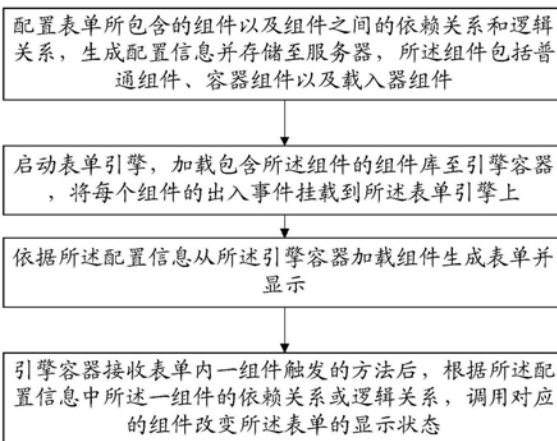 配置表单所包含的组件以及组件之间的依赖关系和逻辑
关系，生成配置信息并存储至服务器，所述组件包括普
通组件、容器组件以及载入器组件
启动表单引擎，加载包含所述组件的组件库至引擎容器
，将每个组件的出入事件挂载到所述表单引擎上
依据所述配置信息从所述引擎容器加载组件生成表单并
显示
引擎容器接收表单内一组件触发的方法后，根据所述配
置信息中所述一组件的依赖关系或逻辑关系，调用对应
的组件改变所述表单的显示状态